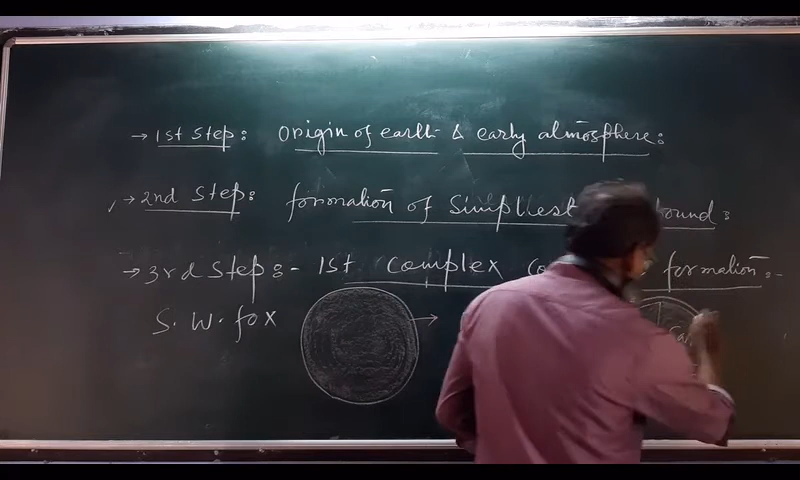 → 1st Step: Origin of earth & early atmosphere:
→ 2nd Step: formation of Simplest
→ 3rd Step:- 1st Complex formation:-
S. W. fox